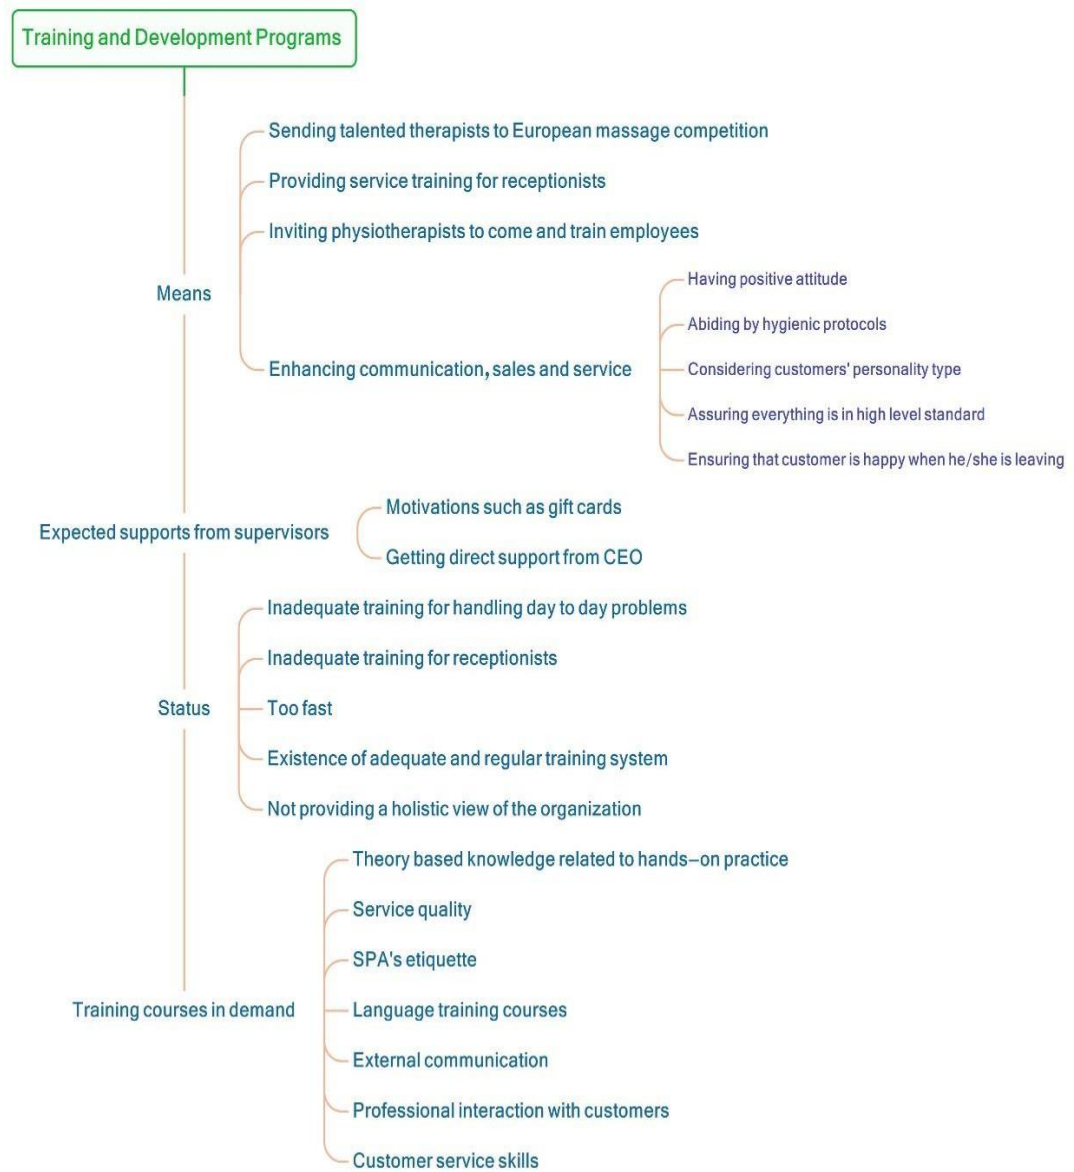 Training and Development Programs
Means
Sending talented therapists to European massage competition
Providing service training for receptionists
Inviting physiotherapists to come and train employees
Enhancing communication, sales and service
Having positive attitude
Abiding by hygienic protocols
Considering customers' personality type
Assuring everything is in high level standard
Ensuring that customer is happy when he/she is leaving
Expected supports from supervisors
Motivations such as gift cards
Getting direct support from CEO
Status
Inadequate training for handling day to day problems
Inadequate training for receptionists
Too fast
Existence of adequate and regular training system
Not providing a holistic view of the organization
Training courses in demand
Theory based knowledge related to hands-on practice
Service quality
SPA's etiquette
Language training courses
External communication
Professional interaction with customers
Customer service skills